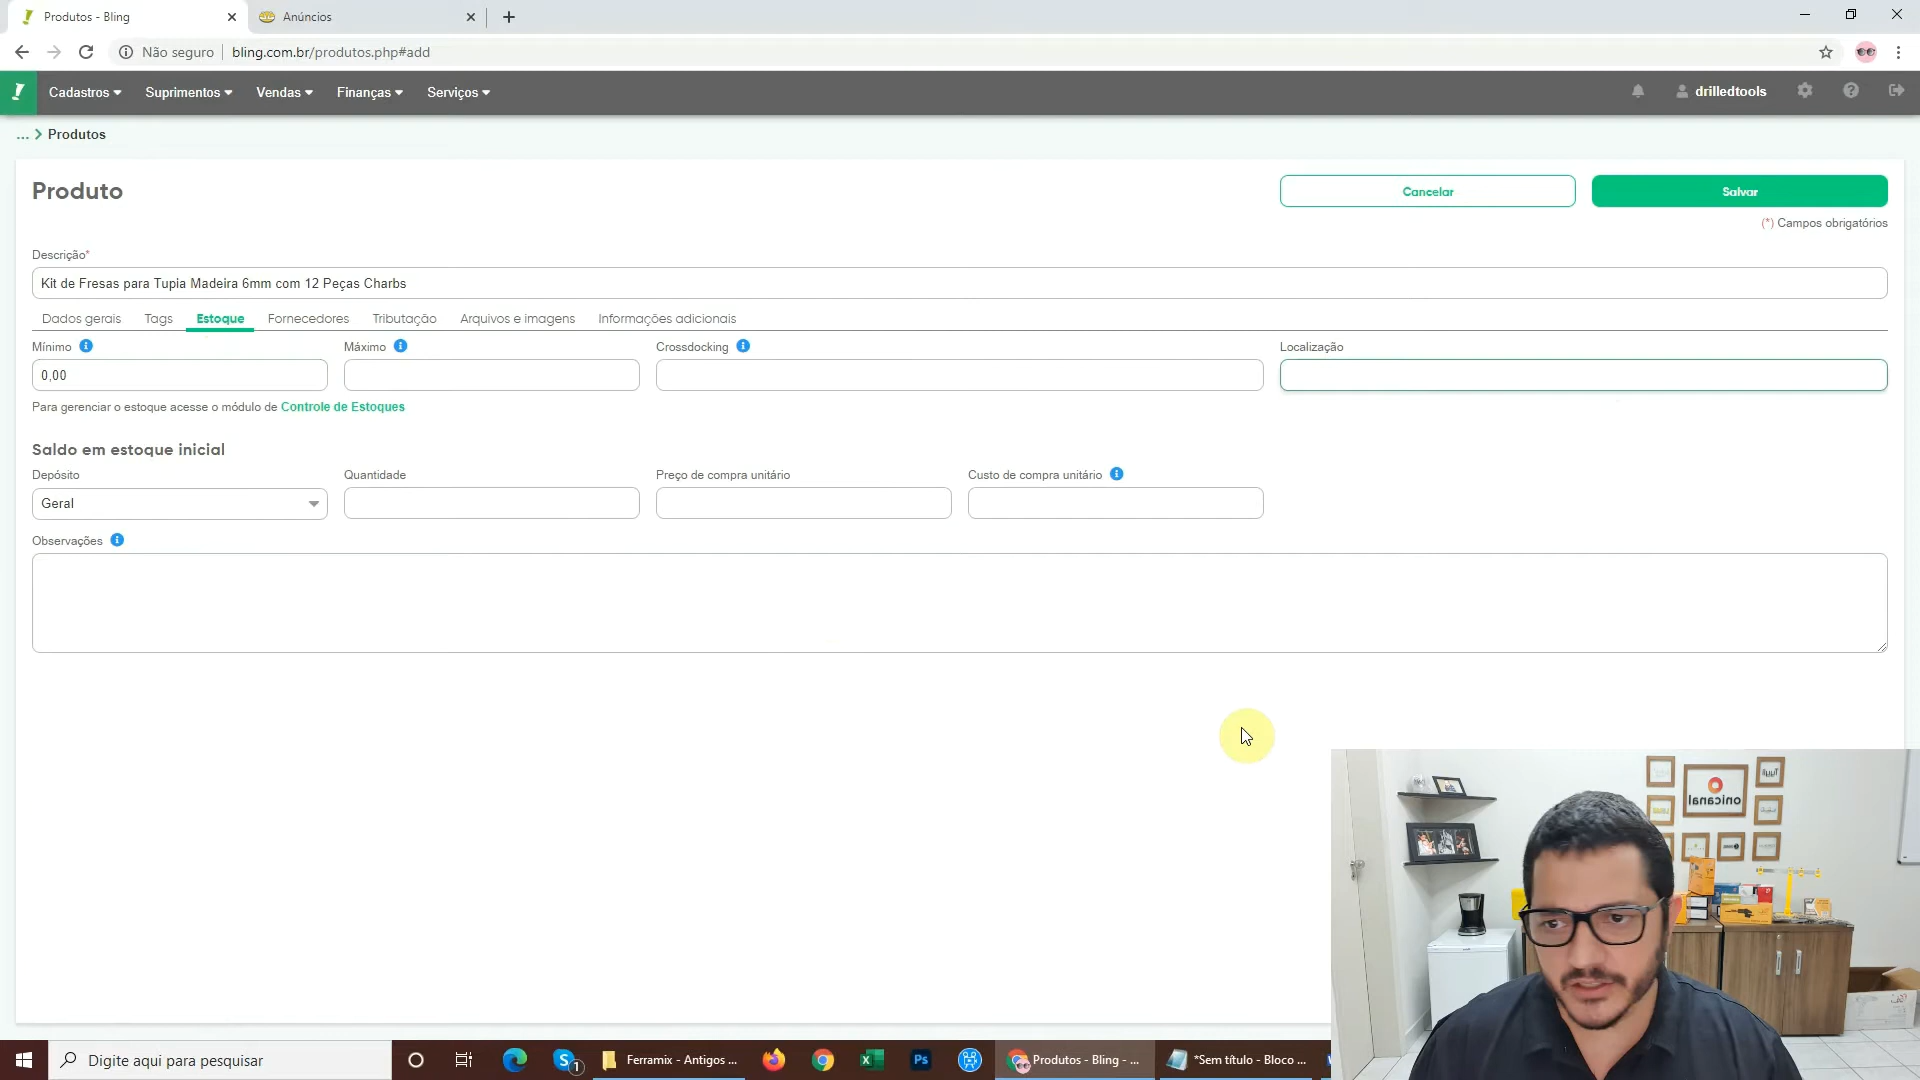 Produtos - Bling
Anúncios
Não seguro
bling.com.br/produtos.php#add
Cadastros
Suprimentos
Vendas
Finanças
Serviços
drilledtools
... > Produtos
Produto
Cancelar
Salvar
(*) Campos obrigatórios
Descrição*
Kit de Fresas para Tupia Madeira 6mm com 12 Peças Charbs
Dados gerais
Tags
Estoque
Fornecedores
Tributação
Arquivos e imagens
Informações adicionais
Mínimo
Máximo
Crossdocking
Localização
0,00
Para gerenciar o estoque acesse o módulo de Controle de Estoques
Saldo em estoque inicial
Depósito
Quantidade
Preço de compra unitário
Custo de compra unitário
Geral
Observações
onicanal
Digite aqui para pesquisar
1
Ferramix - Antigos ...
Ps
Produtos - Bling - ...
*Sem título - Bloco ...